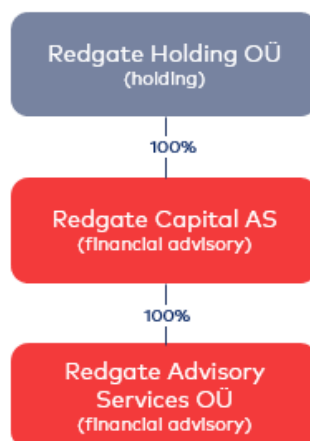 Redgate Holding OÜ
(holding)
100%
Redgate Capital AS
(financial advisory)
100%
Redgate Advisory
Services OÜ
(financial advisory)